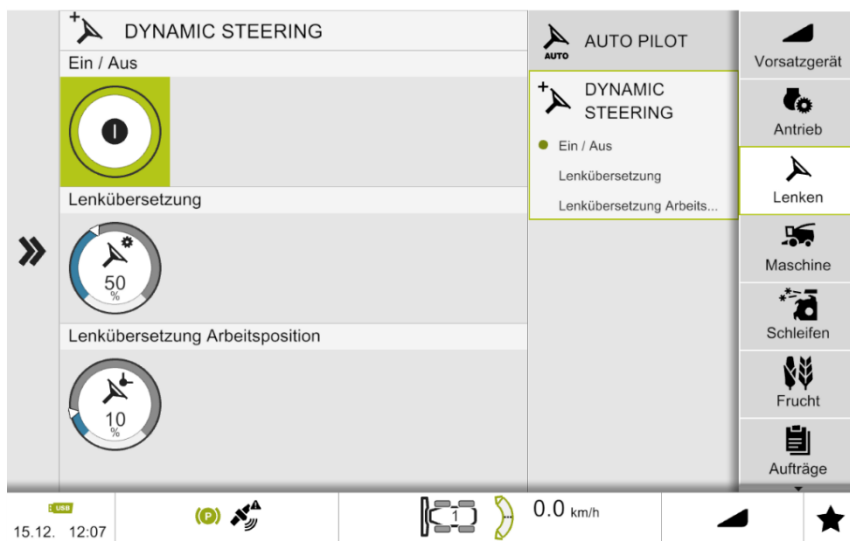 DYNAMIC STEERING
Ein / Aus
Lenkübersetzung
50
%
Lenkübersetzung Arbeitsposition
10
%
AUTO
AUTO PILOT
DYNAMIC
STEERING
Ein / Aus
Lenkübersetzung
Lenkübersetzung Arbeits...
Vorsatzgerät
Antrieb
Lenken
Maschine
Schleifen
Frucht
Aufträge
USB
15.12. 12:07
(P)
1
0.0 km/h